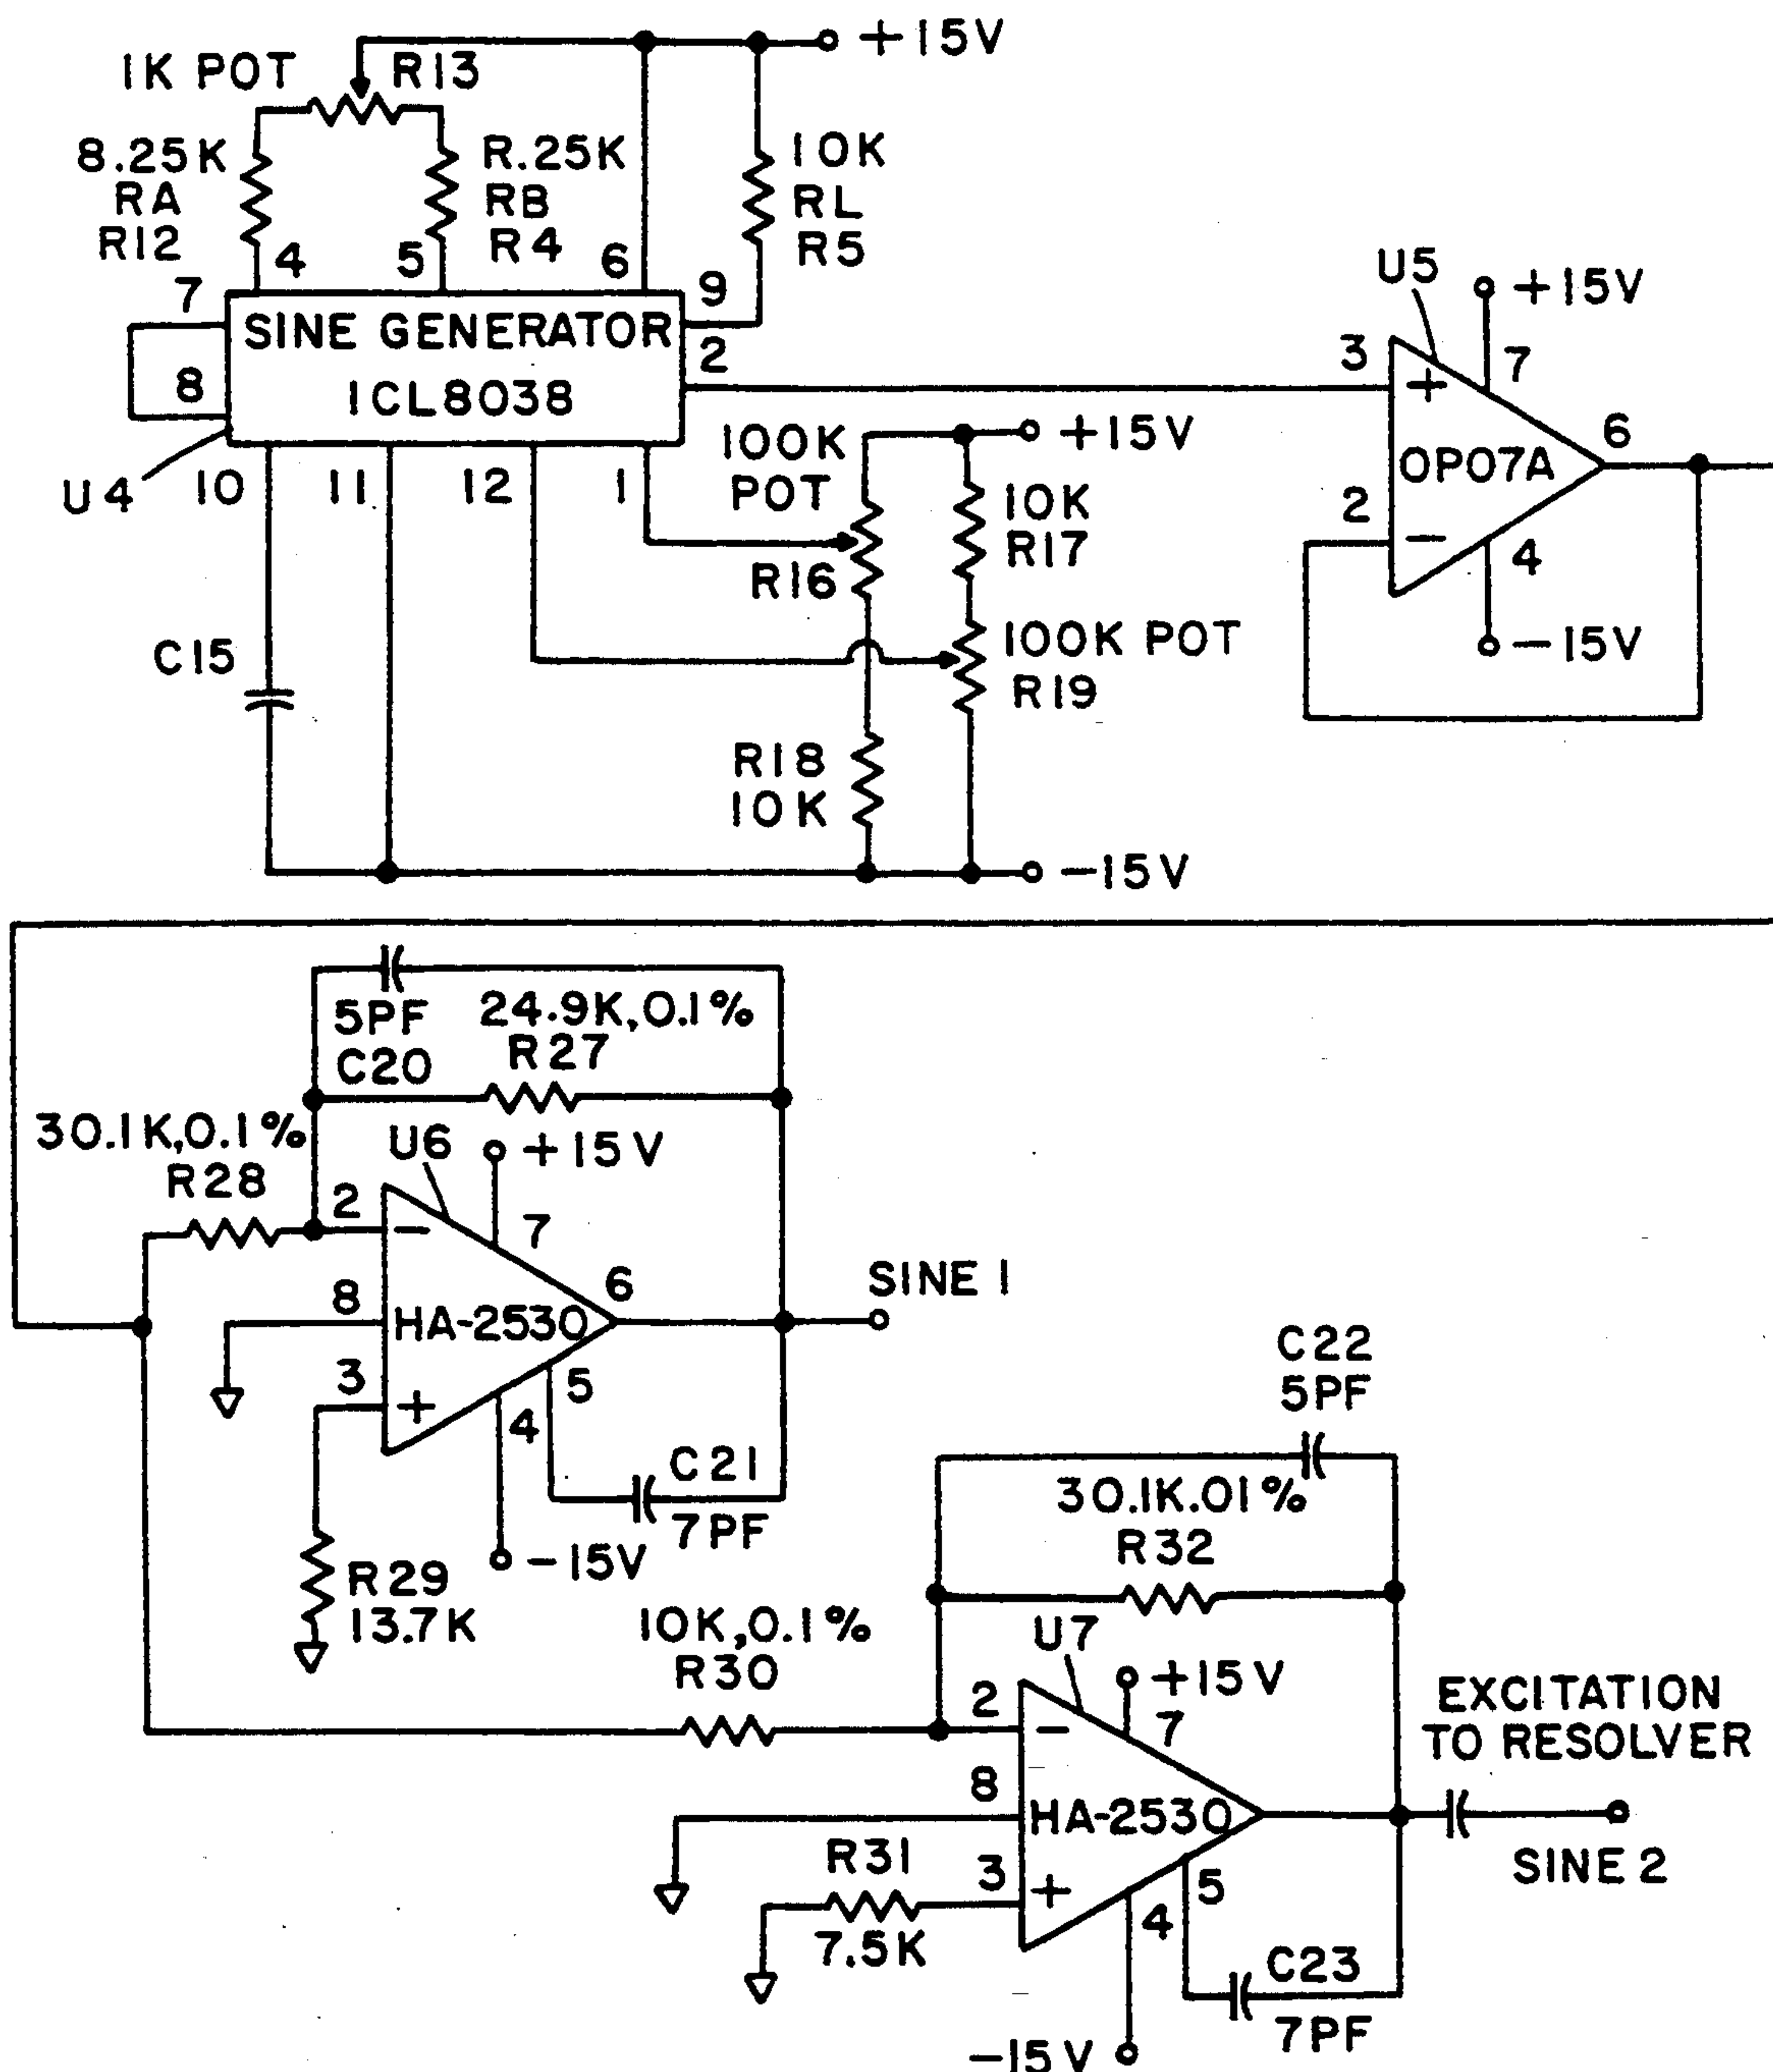 +15V
1K POT
R13
8.25K
RA
R12
R.25K
RB
R4
10K
RL
R5
4
5
6
7
9
SINE GENERATOR
2
8
ICL8038
U4
10
11
12
1
100K
POT
+15V
10K
R17
R16
100K POT
R19
C15
R18
10K
-15V
U5
+15V
3
7
+
OP07A
6
2
-
4
-15V
5PF
C20
24.9K,0.1%
R27
30.1K,0.1%
R28
U6
+15V
2
-
7
8
HA-2530
6
SINE 1
3
+
5
4
C21
7PF
-15V
R29
13.7K
C22
5PF
30.1K.01%
R32
10K,0.1%
R30
U7
+15V
2
-
7
EXCITATION
TO RESOLVER
8
HA-2530
SINE 2
R31
7.5K
3
+
5
4
C23
7PF
-15V